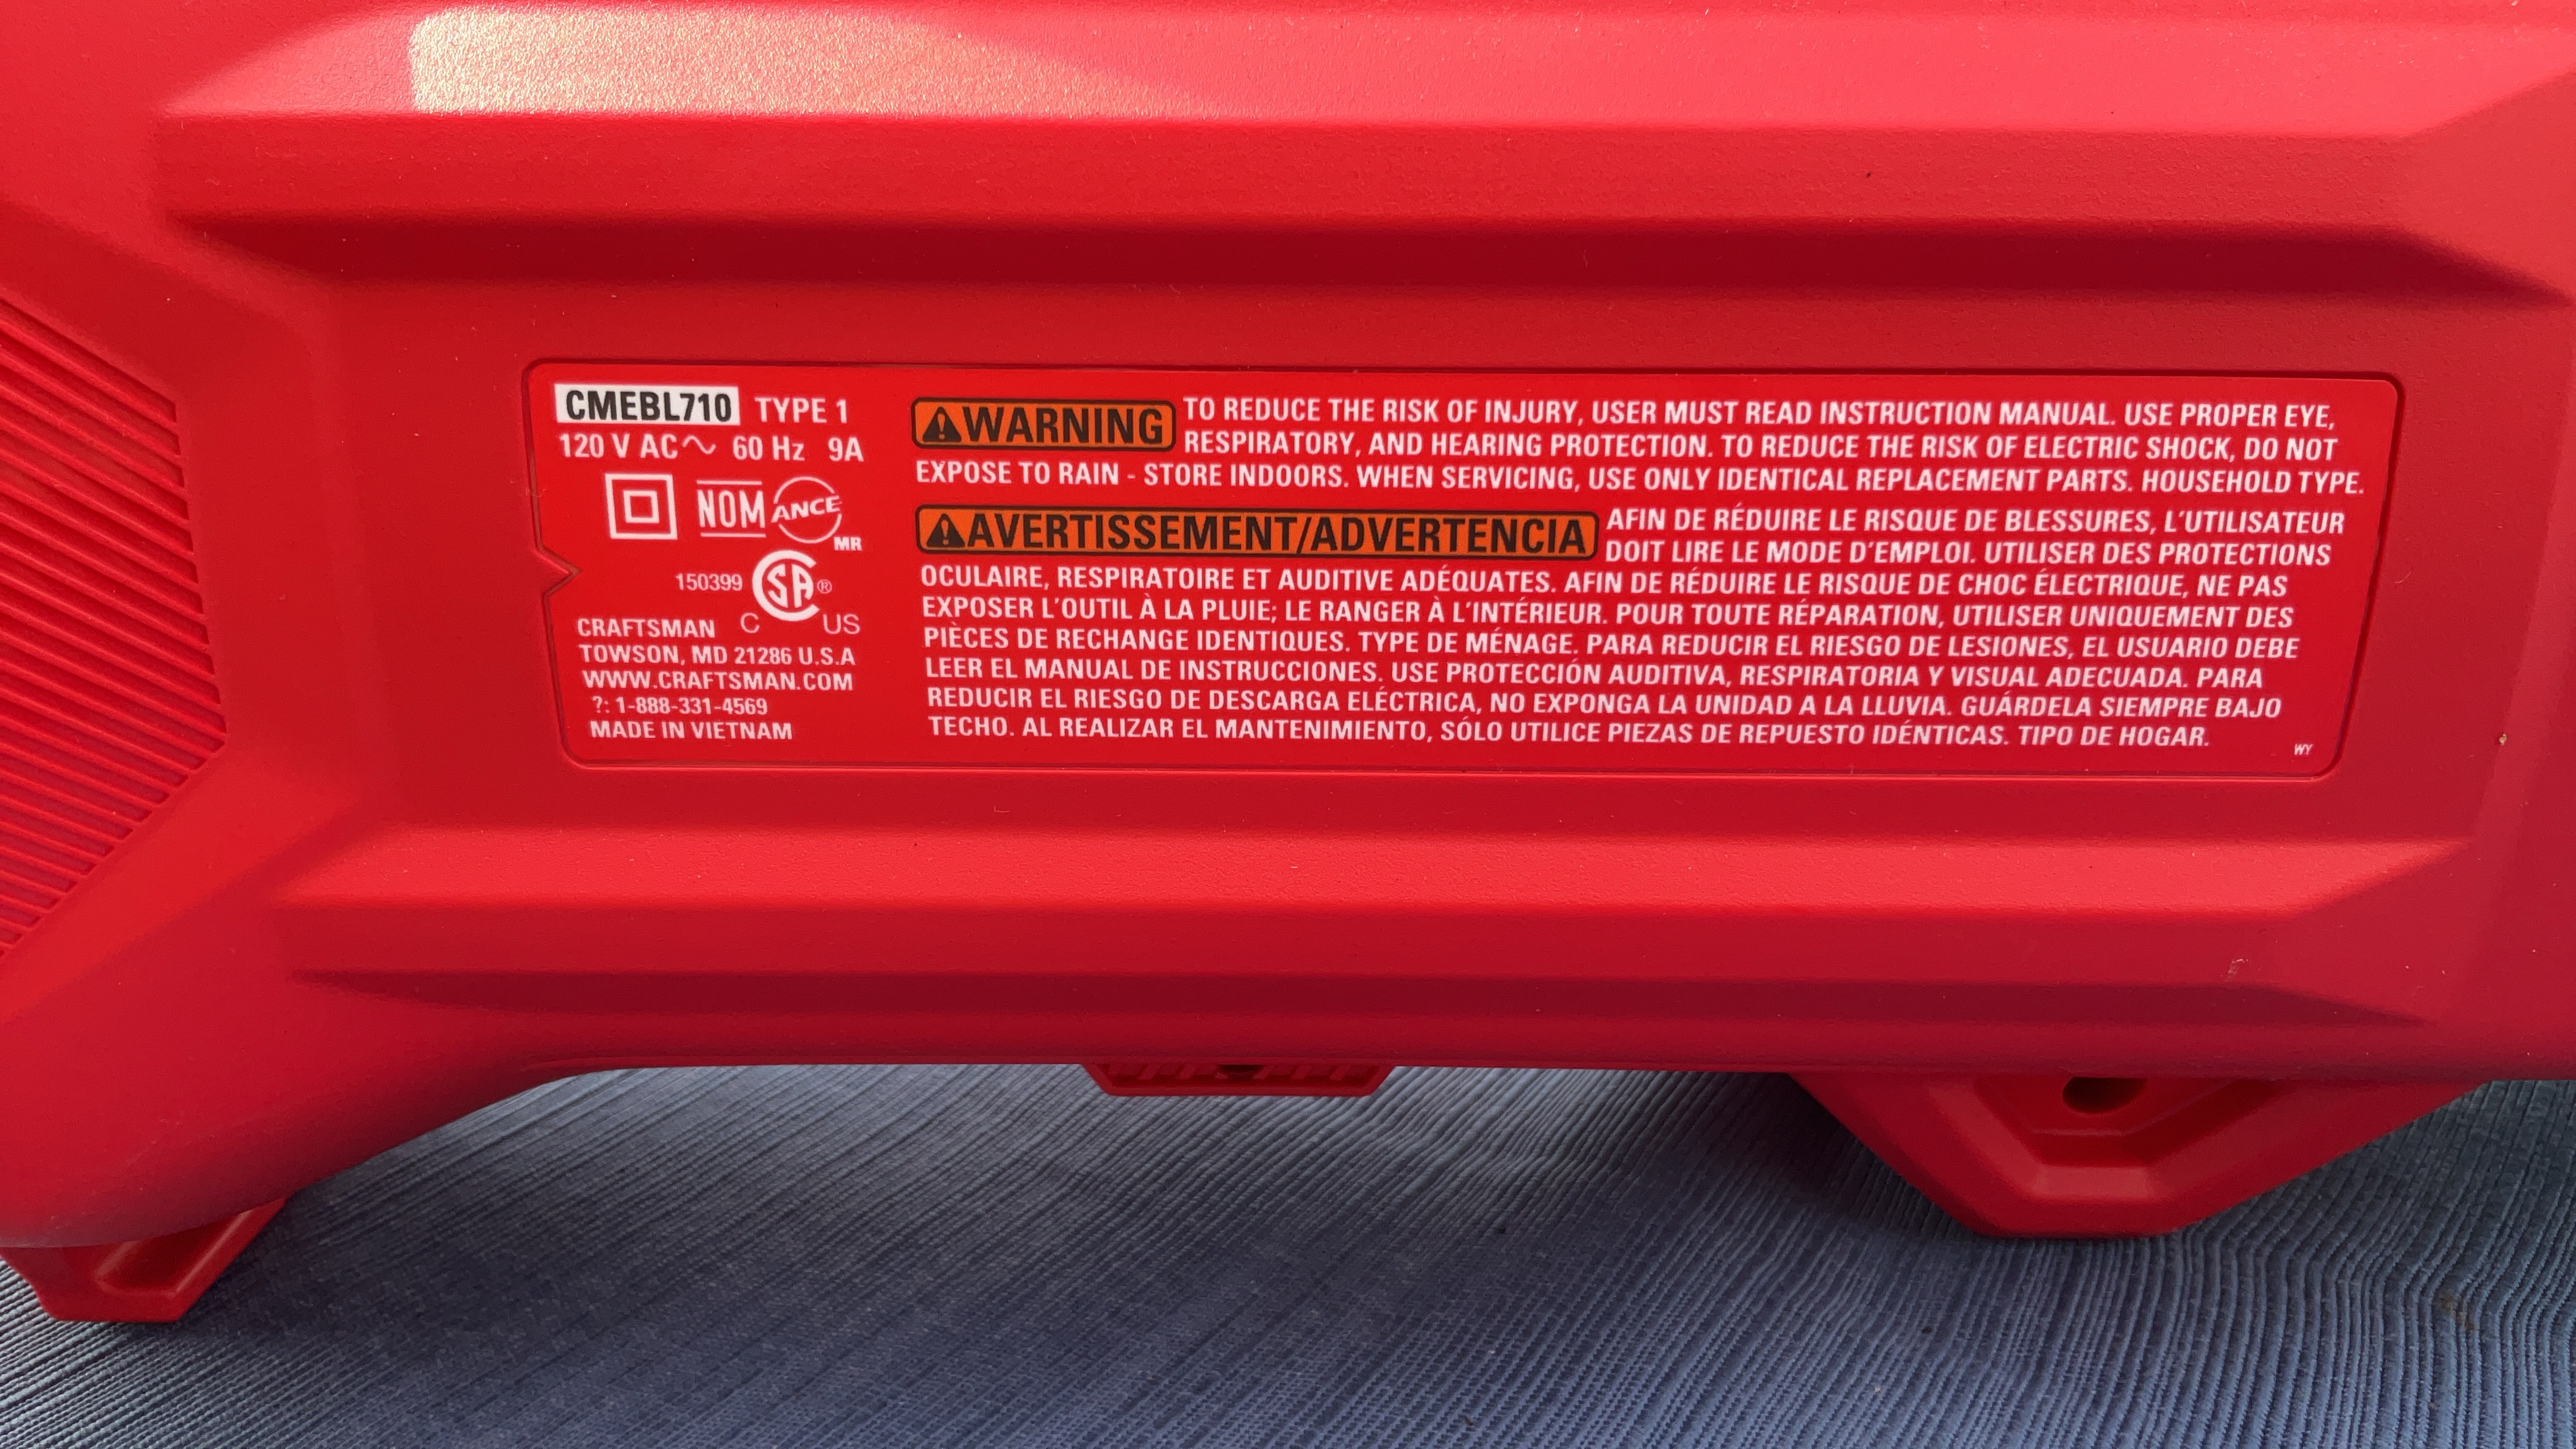 CMEBL710 TYPE 1
120 V AC 60 Hz 9A
NOM ANCE
MR
150399 SA®
C US
CRAFTSMAN
TOWSON, MD 21286 U.S.A
WWW.CRAFTSMAN.COM
?: 1-888-331-4569
MADE IN VIETNAM
WARNING TO REDUCE THE RISK OF INJURY, USER MUST READ INSTRUCTION MANUAL. USE PROPER EYE,
RESPIRATORY, AND HEARING PROTECTION. TO REDUCE THE RISK OF ELECTRIC SHOCK, DO NOT
EXPOSE TO RAIN - STORE INDOORS. WHEN SERVICING, USE ONLY IDENTICAL REPLACEMENT PARTS. HOUSEHOLD TYPE.
AVERTISSEMENT/ADVERTENCIA AFIN DE RÉDUIRE LE RISQUE DE BLESSURES, L'UTILISATEUR
DOIT LIRE LE MODE D'EMPLOI. UTILISER DES PROTECTIONS
OCULAIRE, RESPIRATOIRE ET AUDITIVE ADÉQUATES. AFIN DE RÉDUIRE LE RISQUE DE CHOC ÉLECTRIQUE, NE PAS
EXPOSER L'OUTIL À LA PLUIE; LE RANGER À L'INTÉRIEUR. POUR TOUTE RÉPARATION, UTILISER UNIQUEMENT DES
PIÈCES DE RECHANGE IDENTIQUES. TYPE DE MÉNAGE. PARA REDUCIR EL RIESGO DE LESIONES, EL USUARIO DEBE
LEER EL MANUAL DE INSTRUCCIONES. USE PROTECCIÓN AUDITIVA, RESPIRATORIA Y VISUAL ADECUADA. PARA
REDUCIR EL RIESGO DE DESCARGA ELÉCTRICA, NO EXPONGA LA UNIDAD A LA LLUVIA. GUÁRDELA SIEMPRE BAJO
TECHO. AL REALIZAR EL MANTENIMIENTO, SÓLO UTILICE PIEZAS DE REPUESTO IDÉNTICAS. TIPO DE HOGAR.
WY